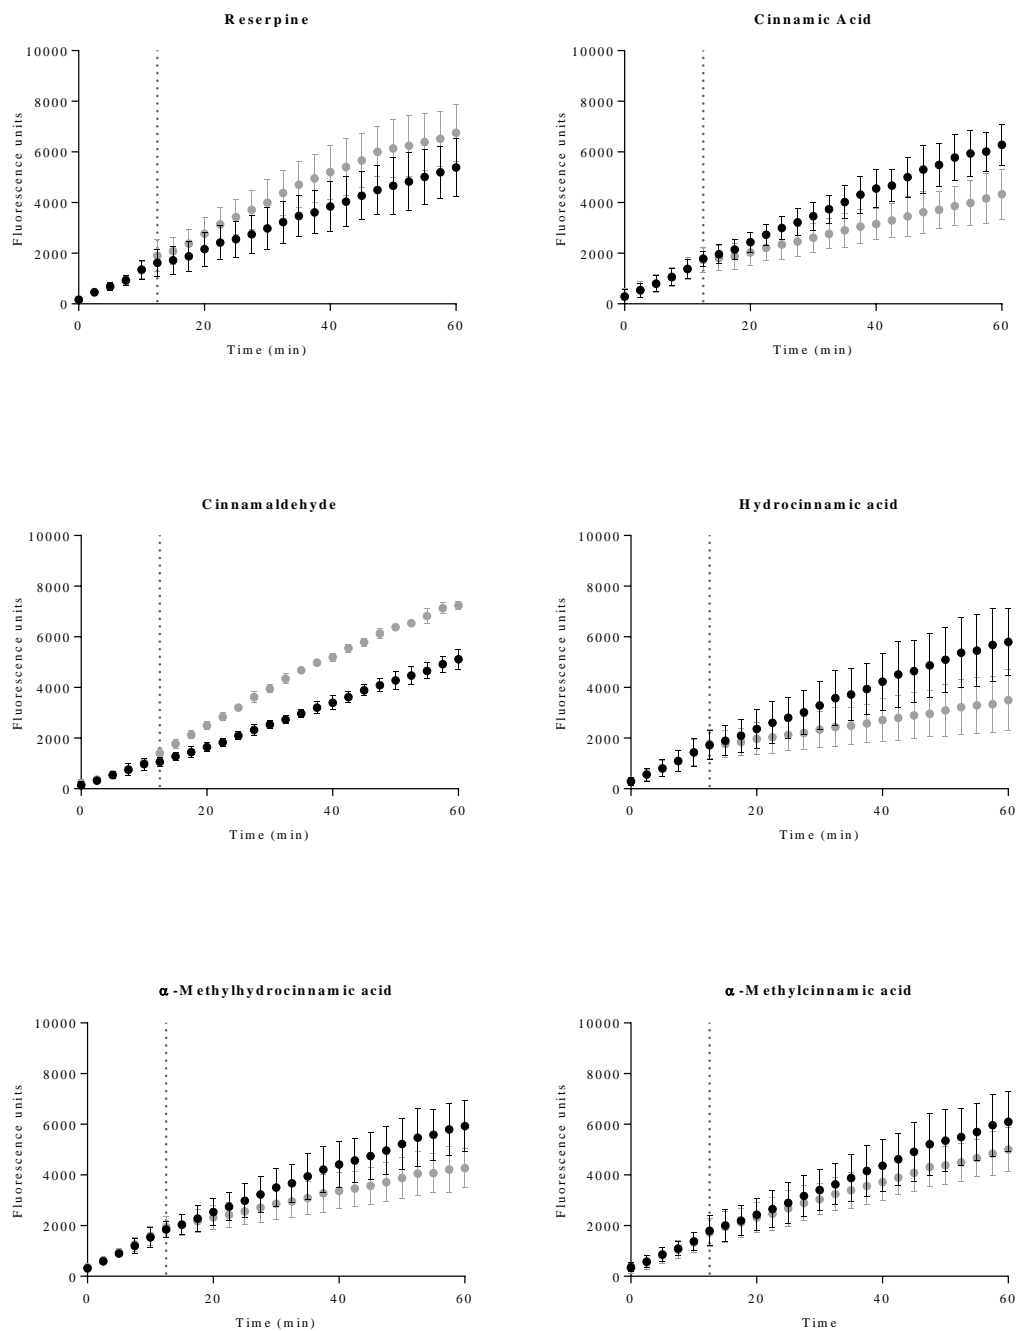 Reserpine
Fluorescence units
10000
8000
6000
4000
2000
0
0 20 40 60
Time (min)
Cinnamic Acid
Fluorescence units
10000
8000
6000
4000
2000
0
0 20 40 60
Time (min)
Cinnamaldehyde
Fluorescence units
10000
8000
6000
4000
2000
0
0 20 40 60
Time (min)
Hydrocinnamic acid
Fluorescence units
10000
8000
6000
4000
2000
0
0 20 40 60
Time (min)
α-Methylhydrocinnamic acid
Fluorescence units
10000
8000
6000
4000
2000
0
0 20 40 60
Time (min)
α-Methylcinnamic acid
Fluorescence units
10000
8000
6000
4000
2000
0
0 20 40 60
Time